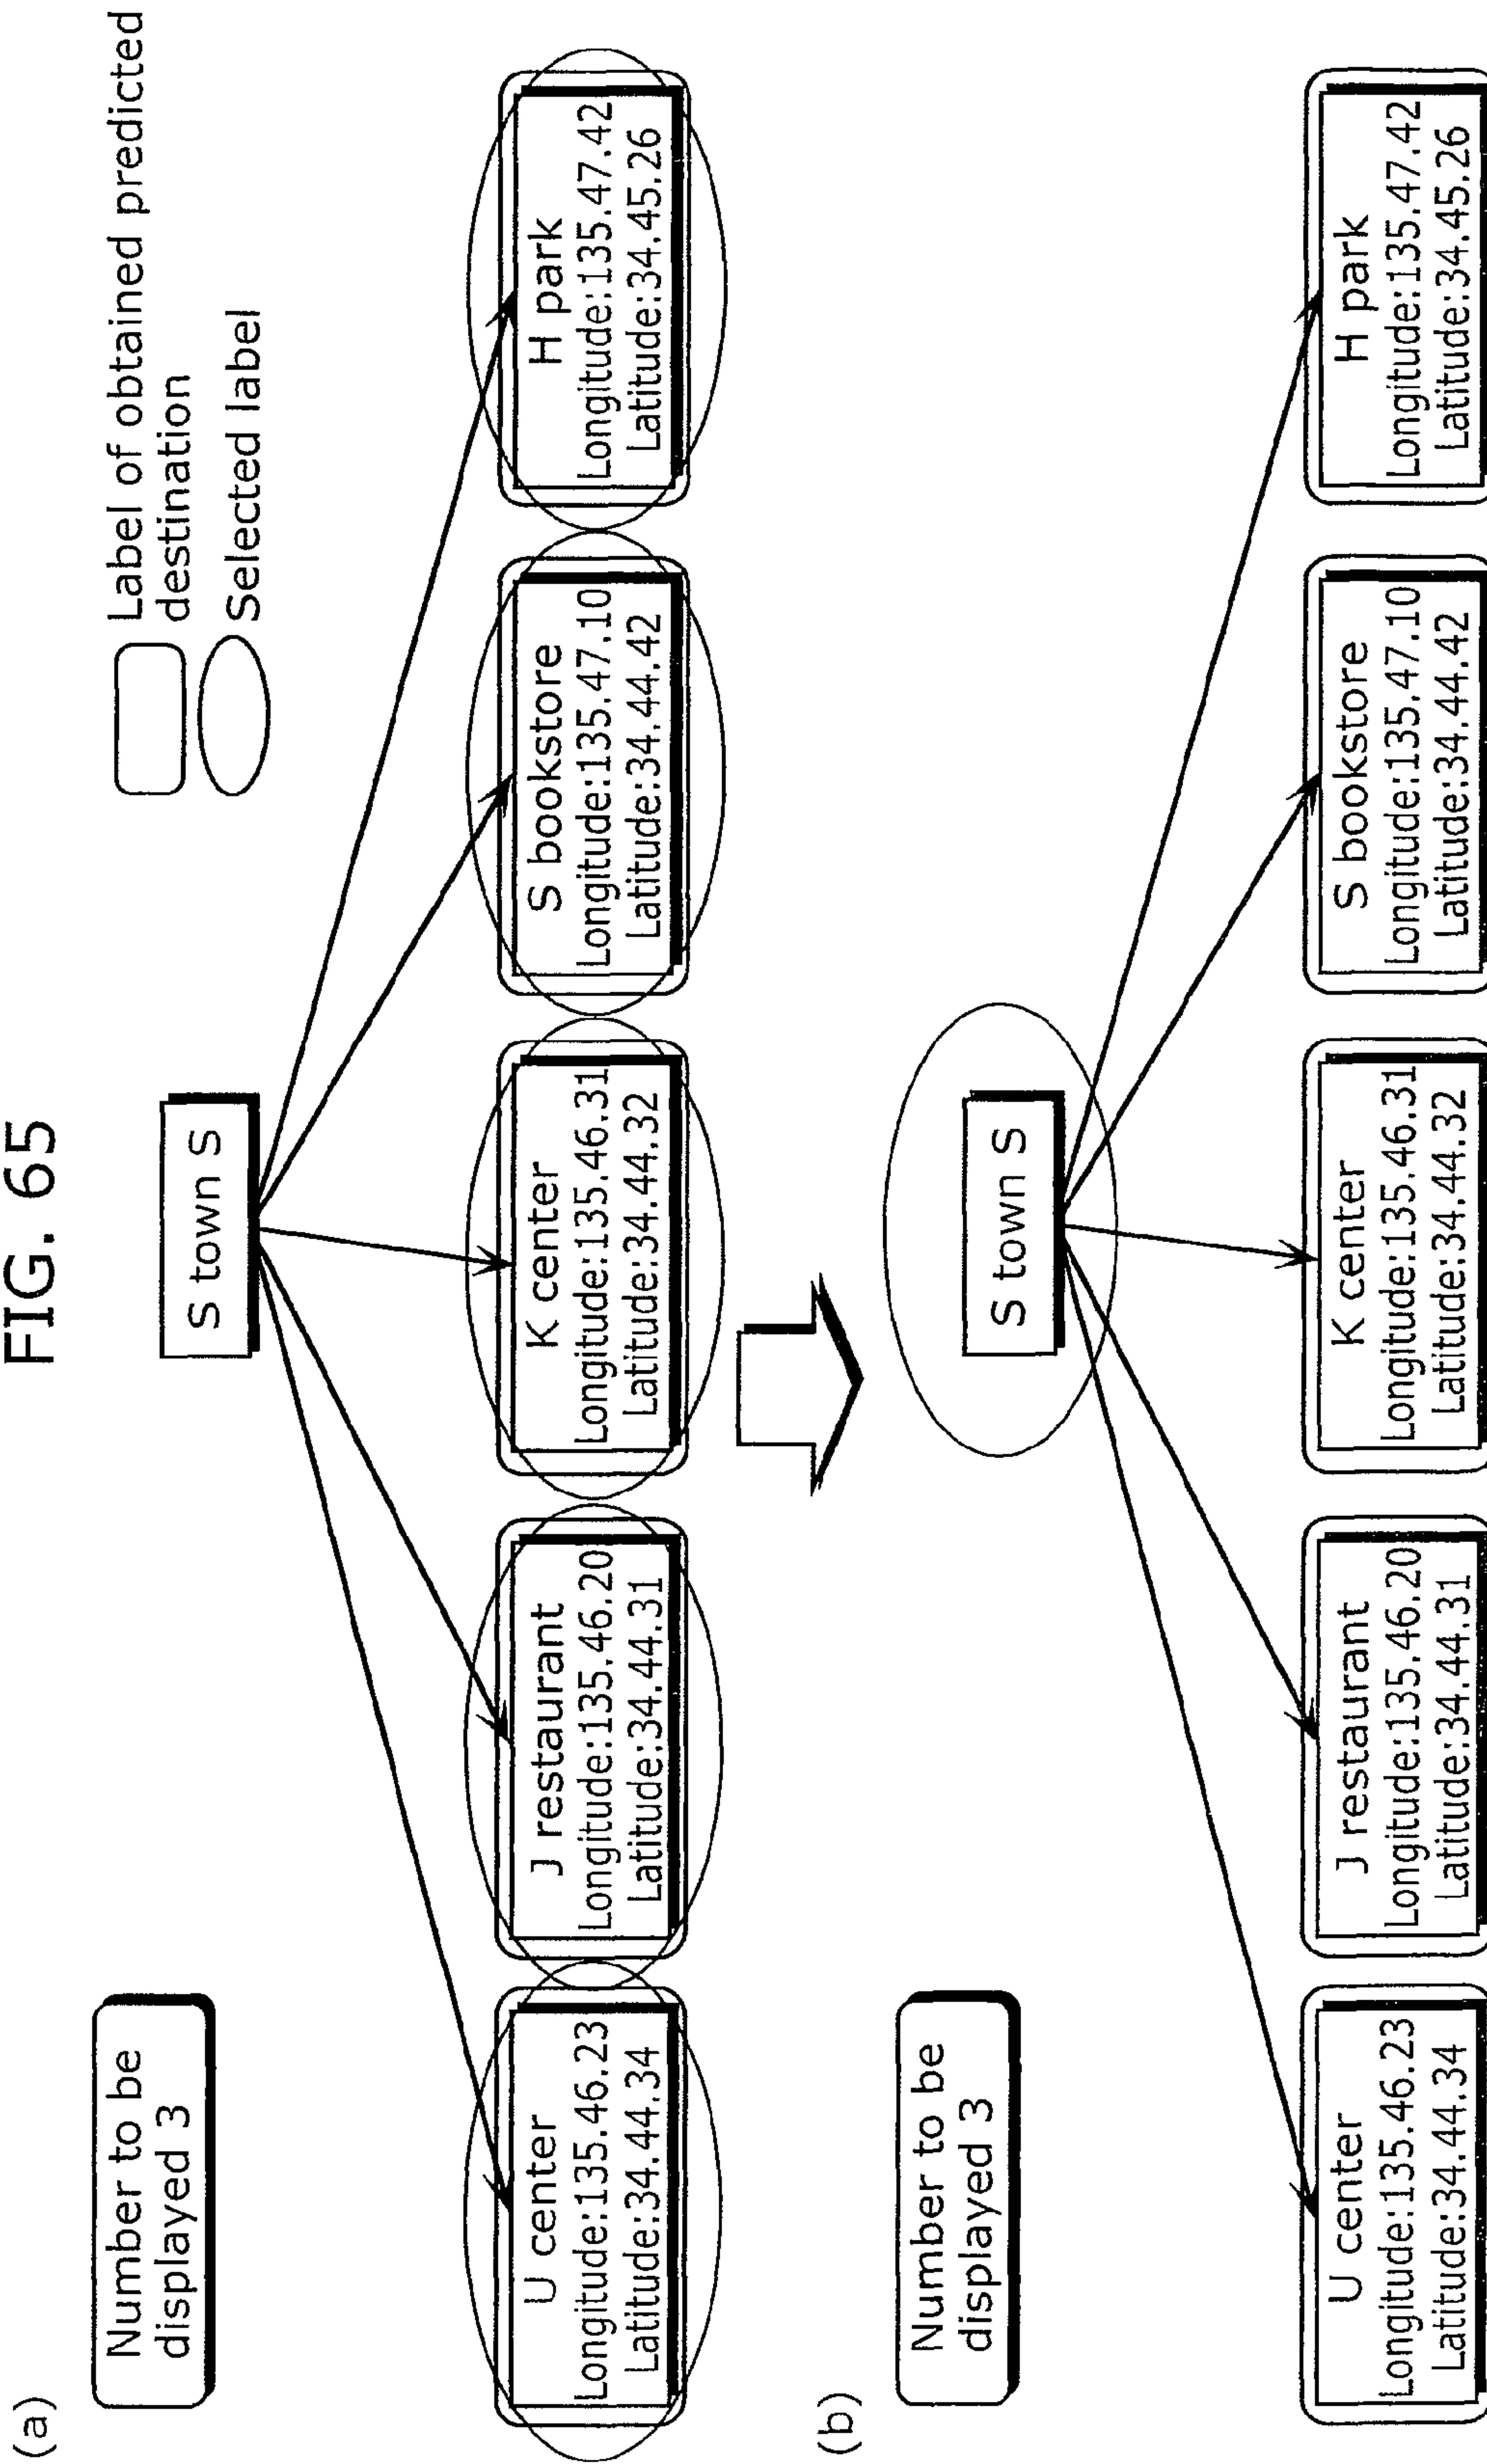 FIG. 65
(a)
Number to be
displayed 3
Label of obtained predicted
destination
Selected label
S town S
U center
Longitude:135.46.23
Latitude:34.44.34
J restaurant
Longitude:135.46.20
Latitude:34.44.31
K center
Longitude:135.46.31
Latitude:34.44.32
S bookstore
Longitude:135.47.10
Latitude:34.44.42
H park
Longitude:135.47.42
Latitude:34.45.26
(b)
Number to be
displayed 3
S town S
U center
Longitude:135.46.23
Latitude:34.44.34
J restaurant
Longitude:135.46.20
Latitude:34.44.31
K center
Longitude:135.46.31
Latitude:34.44.32
S bookstore
Longitude:135.47.10
Latitude:34.44.42
H park
Longitude:135.47.42
Latitude:34.45.26